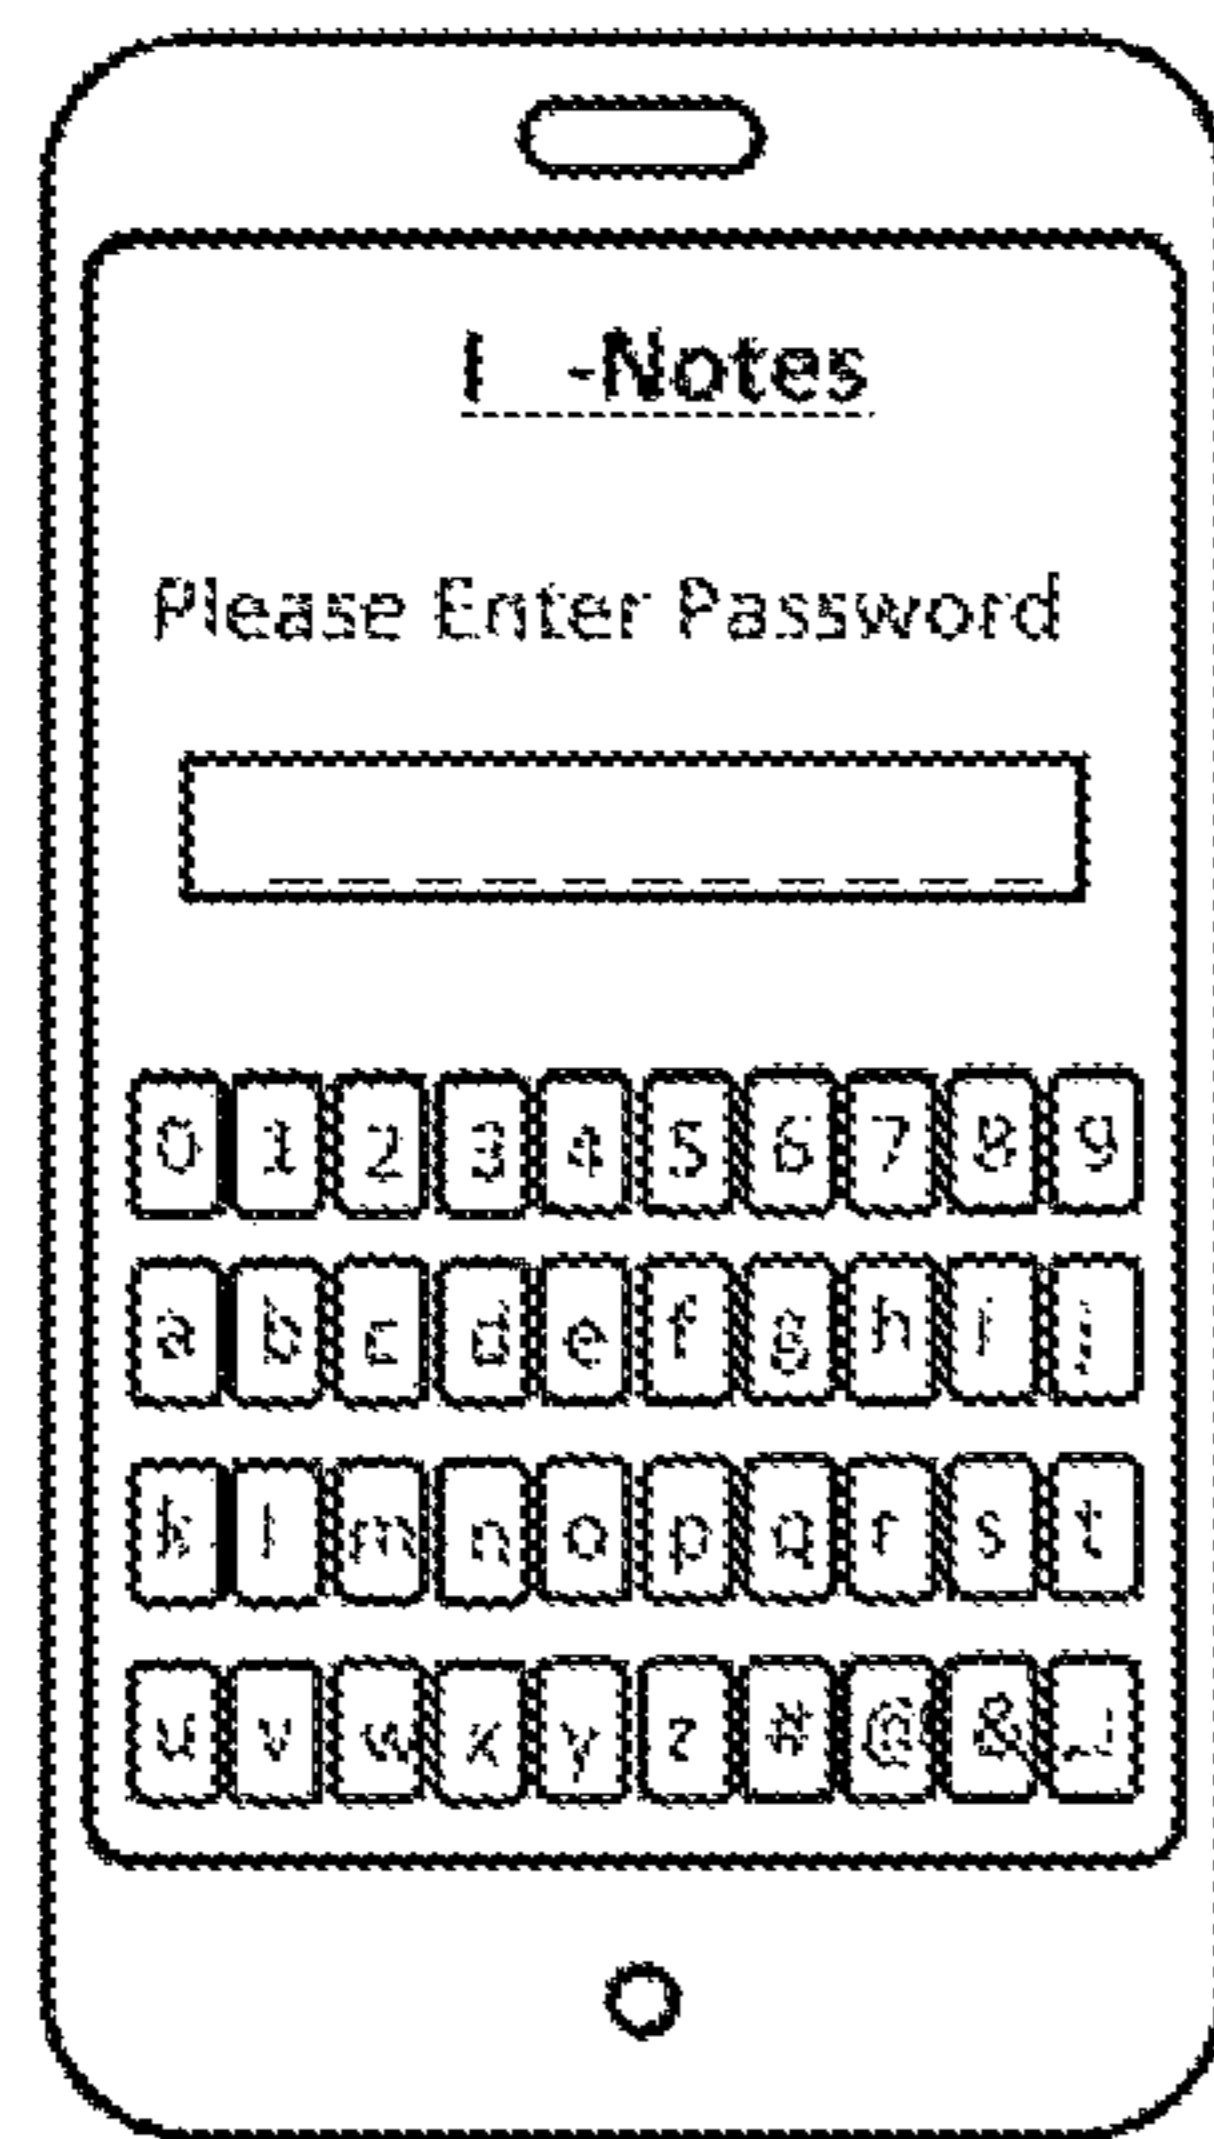 I -Notes
Please Enter Password
_ _ _ _ _ _ _ _ _ _ _
0 1 2 3 4 5 6 7 8 9
a b c d e f g h i j
k l m n o p q r s t
u v w x y z # @ &